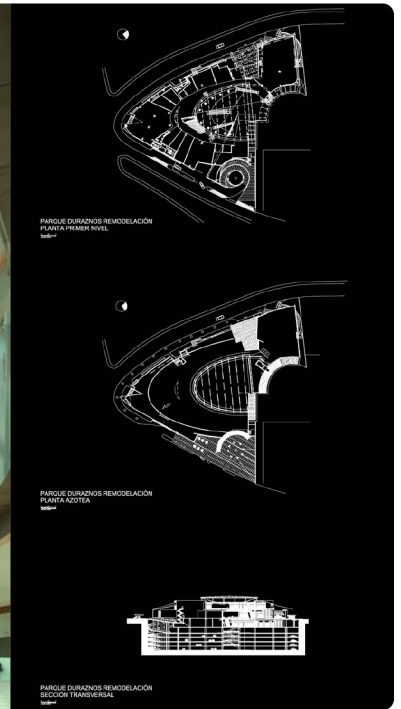 PARQUE DURAZNOS REMODELACIÓN
PLANTA PRIMER NIVEL
PARQUE DURAZNOS REMODELACIÓN
PLANTA AZOTEA
PARQUE DURAZNOS REMODELACIÓN
SECCIÓN TRANSVERSAL